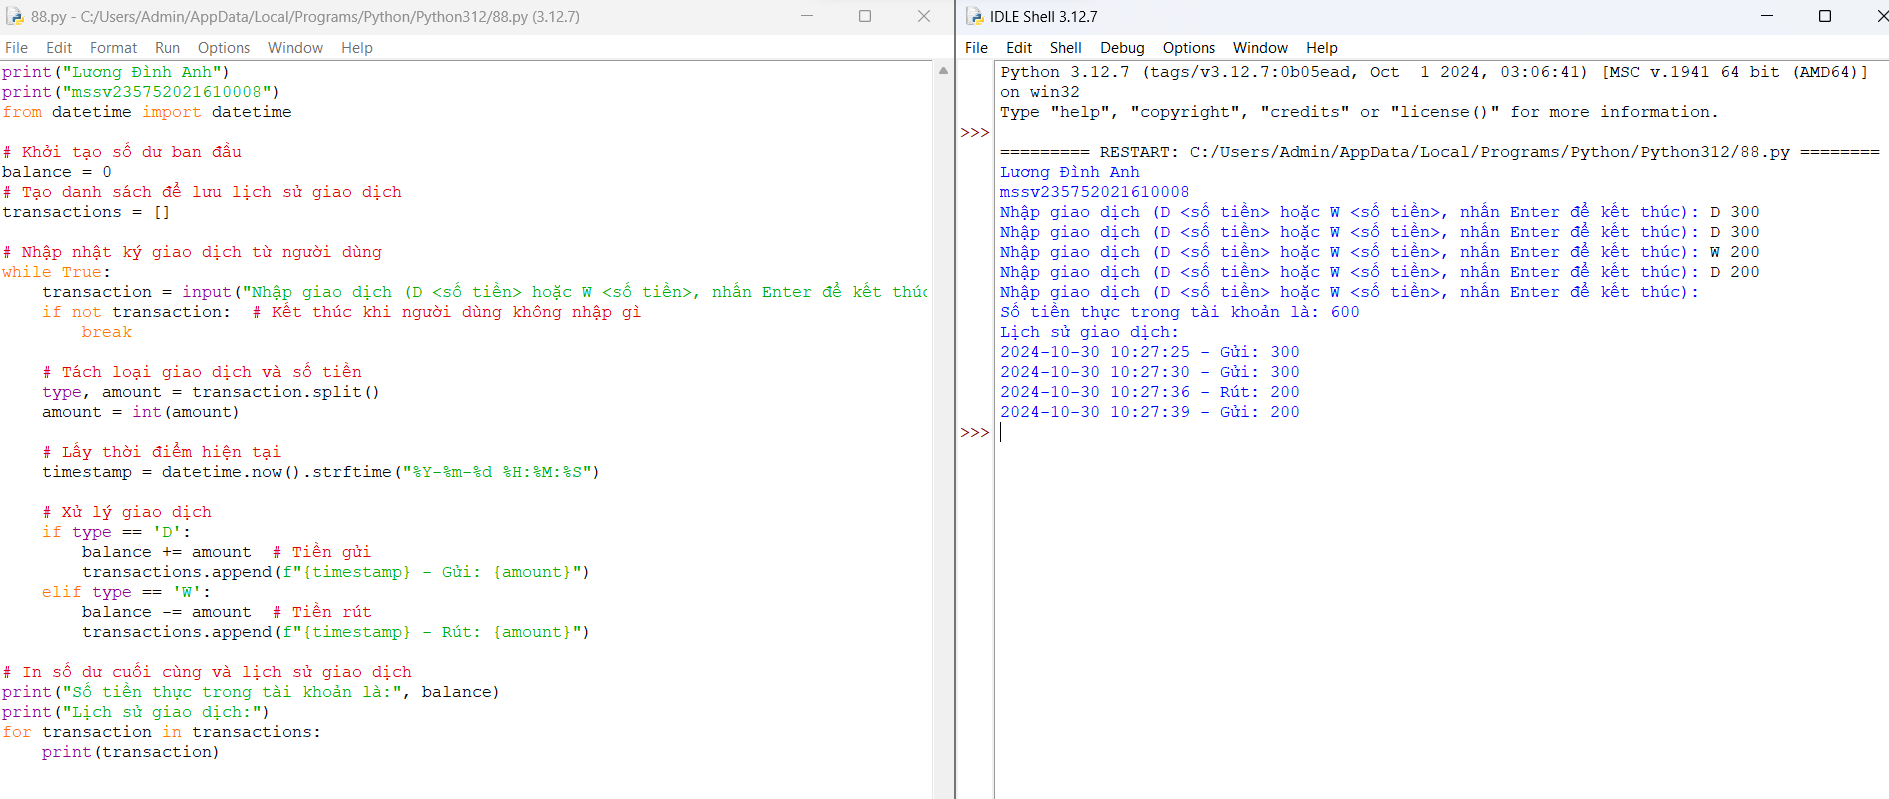 88.py - C:/Users/Admin/AppData/Local/Programs/Python/Python312/88.py (3.12.7)
File Edit Format Run Options Window Help
print("Lương Đình Anh")
print("mssv235752021610008")
from datetime import datetime
# Khởi tạo số dư ban đầu
balance = 0
# Tạo danh sách để lưu lịch sử giao dịch
transactions = []
# Nhập nhật ký giao dịch từ người dùng
while True:
    transaction = input("Nhập giao dịch (D <số tiền> hoặc W <số tiền>, nhấn Enter để kết thúc
    if not transaction:  # Kết thúc khi người dùng không nhập gì
        break
    # Tách loại giao dịch và số tiền
    type, amount = transaction.split()
    amount = int(amount)
    # Lấy thời điểm hiện tại
    timestamp = datetime.now().strftime("%Y-%m-%d %H:%M:%S")
    # Xử lý giao dịch
    if type == 'D':
        balance += amount  # Tiền gửi
        transactions.append(f"{timestamp} - Gửi: {amount}")
    elif type == 'W':
        balance -= amount  # Tiền rút
        transactions.append(f"{timestamp} - Rút: {amount}")
# In số dư cuối cùng và lịch sử giao dịch
print("Số tiền thực trong tài khoản là:", balance)
print("Lịch sử giao dịch:")
for transaction in transactions:
    print(transaction)
IDLE Shell 3.12.7
File Edit Shell Debug Options Window Help
Python 3.12.7 (tags/v3.12.7:0b05ead, Oct  1 2024, 03:06:41) [MSC v.1941 64 bit (AMD64)]
on win32
Type "help", "copyright", "credits" or "license()" for more information.
>>>
========= RESTART: C:/Users/Admin/AppData/Local/Programs/Python/Python312/88.py ========
Lương Đình Anh
mssv235752021610008
Nhập giao dịch (D <số tiền> hoặc W <số tiền>, nhấn Enter để kết thúc): D 300
Nhập giao dịch (D <số tiền> hoặc W <số tiền>, nhấn Enter để kết thúc): D 300
Nhập giao dịch (D <số tiền> hoặc W <số tiền>, nhấn Enter để kết thúc): W 200
Nhập giao dịch (D <số tiền> hoặc W <số tiền>, nhấn Enter để kết thúc): D 200
Nhập giao dịch (D <số tiền> hoặc W <số tiền>, nhấn Enter để kết thúc):
Số tiền thực trong tài khoản là: 600
Lịch sử giao dịch:
2024-10-30 10:27:25 - Gửi: 300
2024-10-30 10:27:30 - Gửi: 300
2024-10-30 10:27:36 - Rút: 200
2024-10-30 10:27:39 - Gửi: 200
>>>